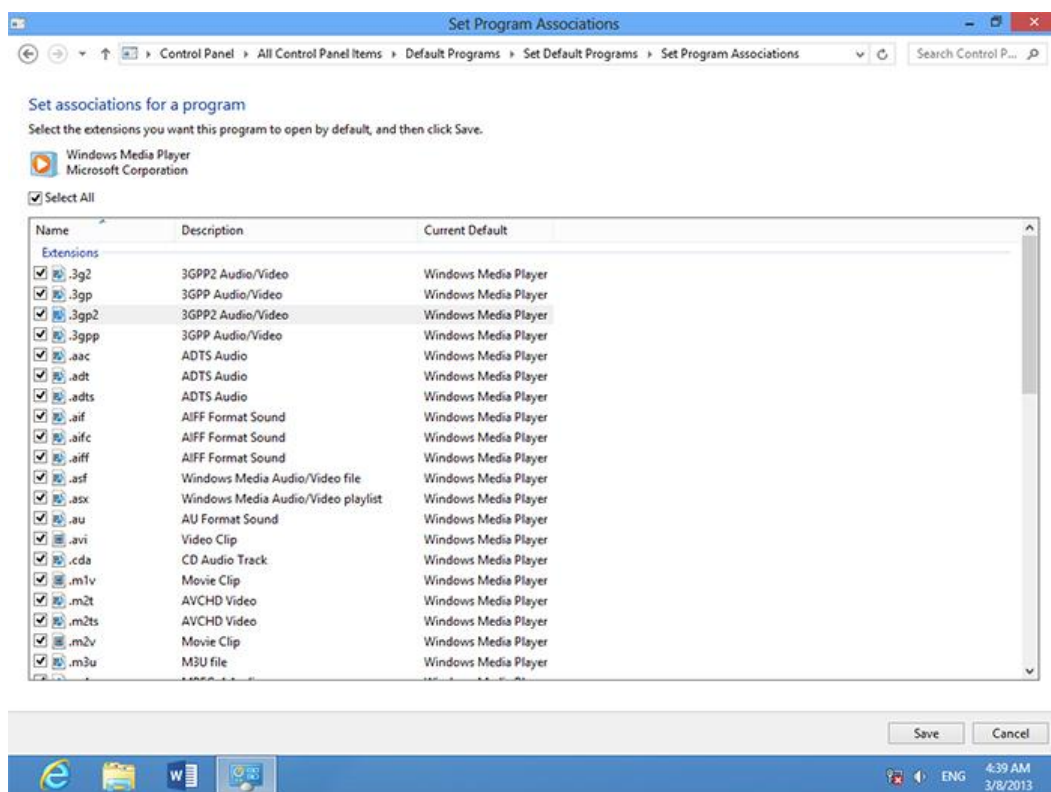 Set Program Associations
Control Panel All Control Panel Items Default Programs Set Default Programs Set Program Associations Search Control P...
Set associations for a program
Select the extensions you want this program to open by default, and then click Save.
Windows Media Player
Microsoft Corporation
Select All
Name Description Current Default
Extensions
.3g2 3GPP2 Audio/Video Windows Media Player
.3gp 3GPP Audio/Video Windows Media Player
.3gp2 3GPP2 Audio/Video Windows Media Player
.3gpp 3GPP Audio/Video Windows Media Player
.aac ADTS Audio Windows Media Player
.adt ADTS Audio Windows Media Player
.adts ADTS Audio Windows Media Player
.aif AIFF Format Sound Windows Media Player
.aifc AIFF Format Sound Windows Media Player
.aiff AIFF Format Sound Windows Media Player
.asf Windows Media Audio/Video file Windows Media Player
.asx Windows Media Audio/Video playlist Windows Media Player
.au AU Format Sound Windows Media Player
.avi Video Clip Windows Media Player
.cda CD Audio Track Windows Media Player
.m1v Movie Clip Windows Media Player
.m2t AVCHD Video Windows Media Player
.m2ts AVCHD Video Windows Media Player
.m2v Movie Clip Windows Media Player
.m3u M3U file Windows Media Player
Save Cancel
ENG 4:39 AM
3/8/2013